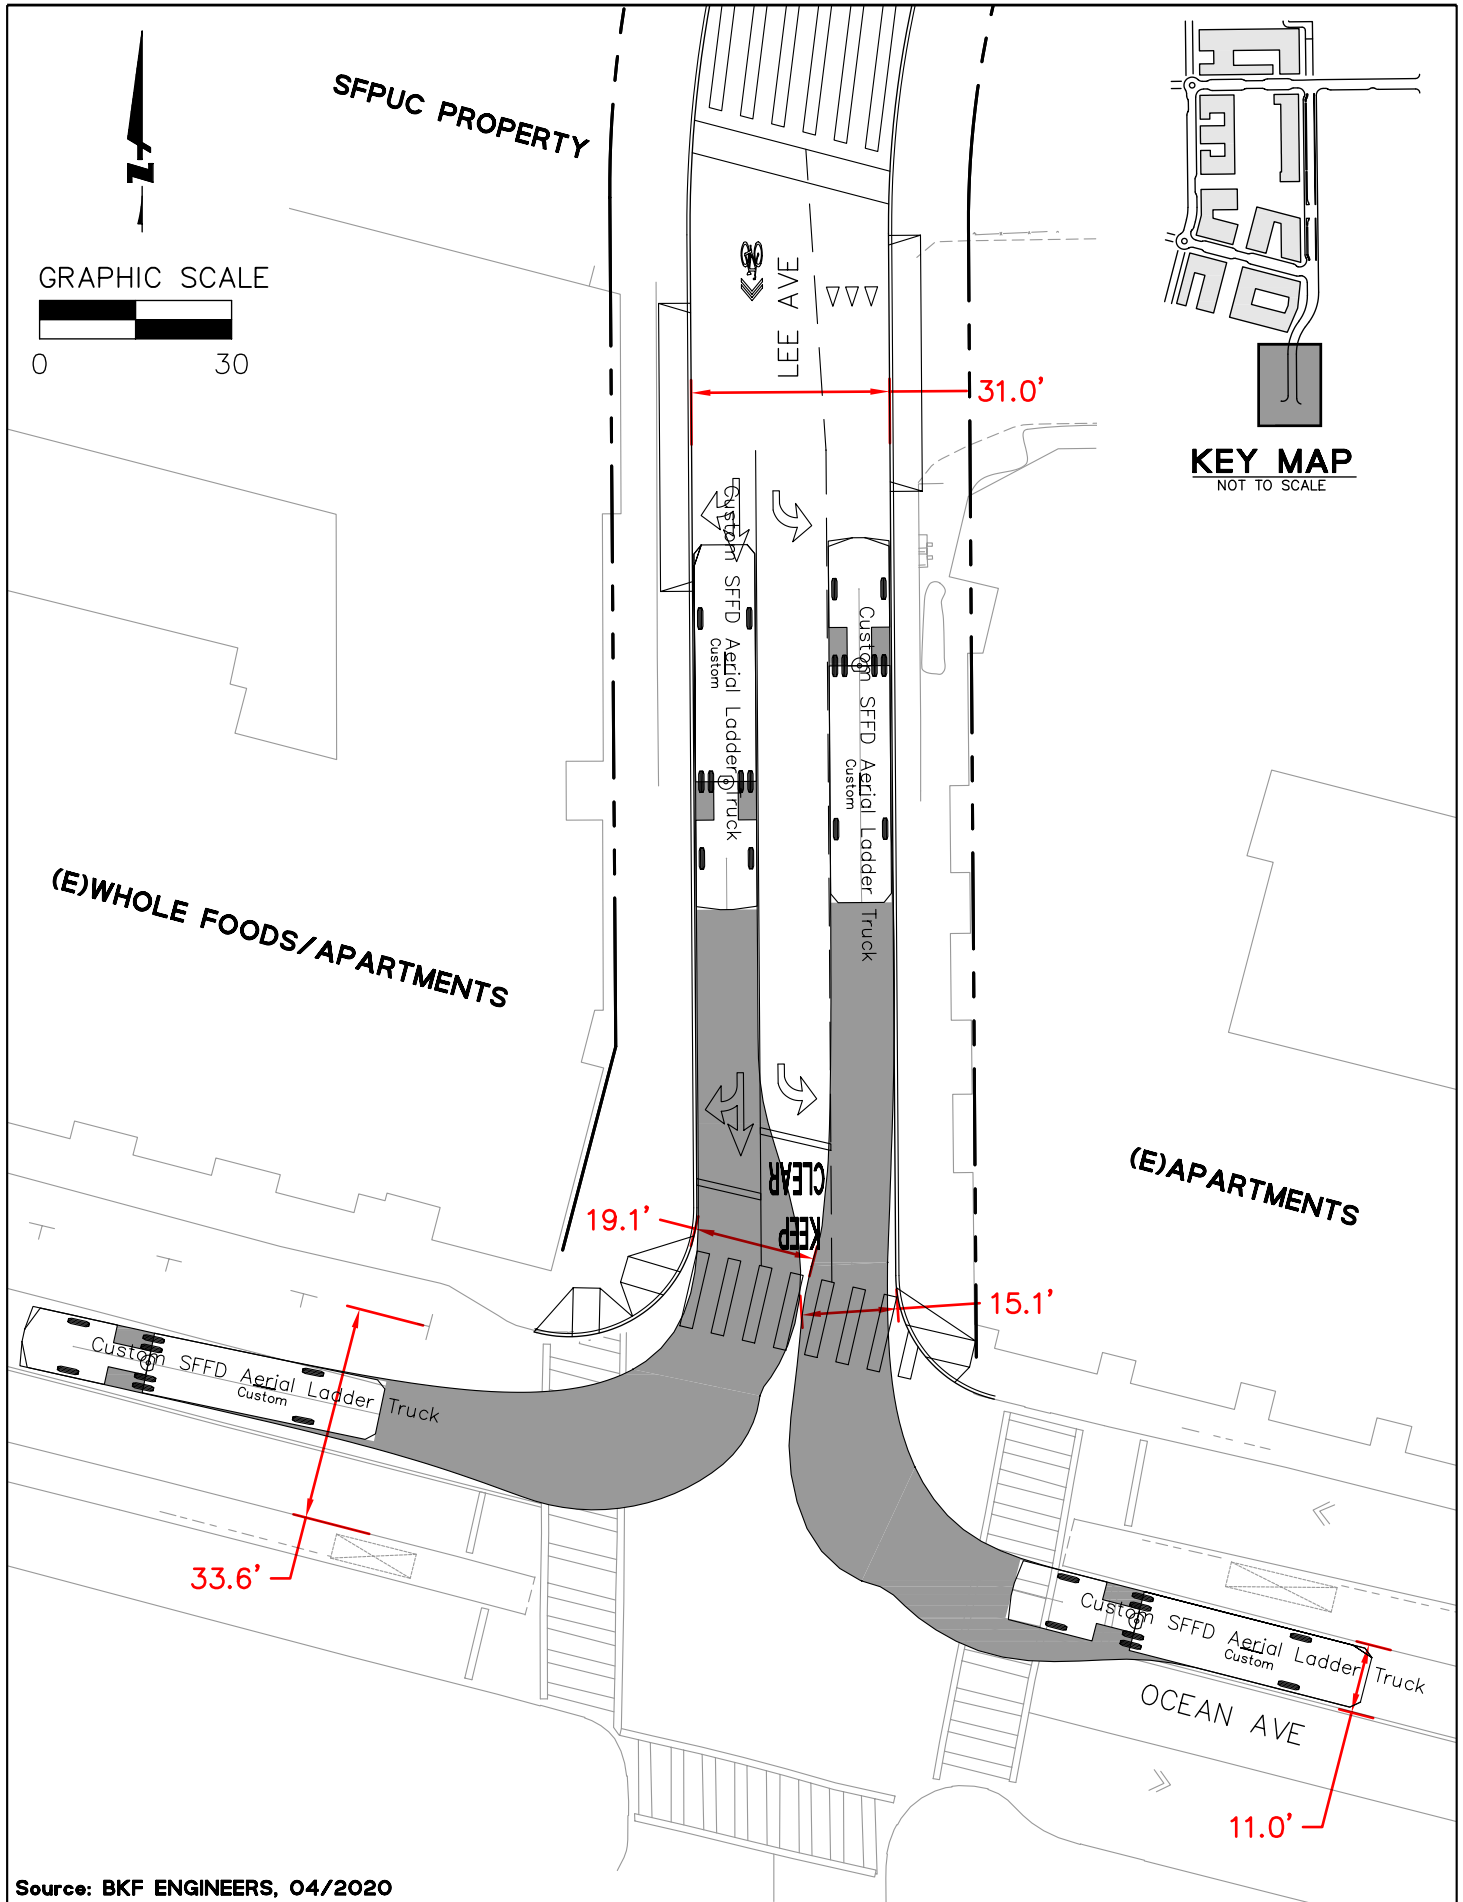 SFPUC PROPERTY
N
GRAPHIC SCALE
0 30
LEE AVE
31.0'
KEY MAP
NOT TO SCALE
Custom SFFD Aerial Ladder Truck
Custom
Custom SFFD Aerial Ladder Truck
Custom
(E)WHOLE FOODS/APARTMENTS
(E)APARTMENTS
KEEP
CLEAR
19.1'
15.1'
Custom SFFD Aerial Ladder Truck
Custom
33.6'
Custom SFFD Aerial Ladder Truck
Custom
OCEAN AVE
11.0'
Source: BKF ENGINEERS, 04/2020